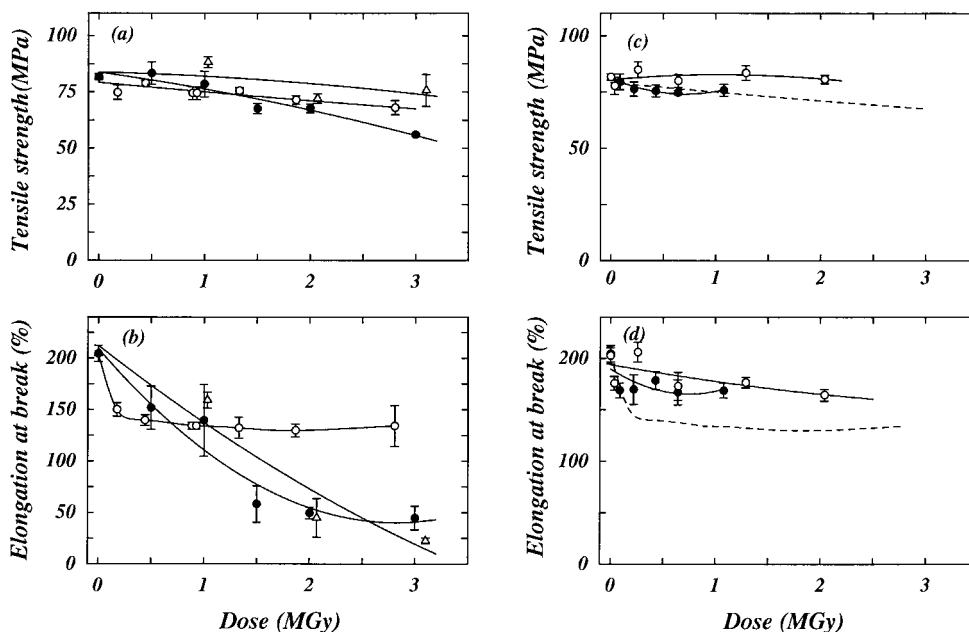 (a)
Tensile strength(MPa)
100
75
50
25
0
0 1 2 3
(b)
Elongation at break (%)
200
150
100
50
0
0 1 2 3
Dose (MGy)
(c)
Tensile strength (MPa)
100
50
0
0 1 2 3
(d)
Elongation at break (%)
200
100
0
0 1 2 3
Dose (MGy)